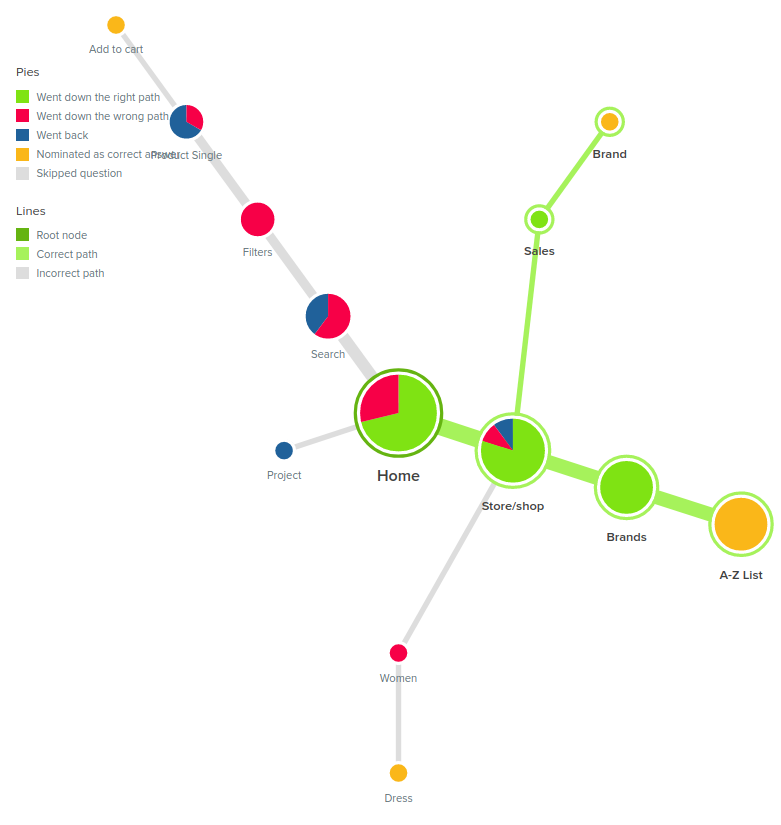 Add to cart
Pies
Went down the right path
Went down the wrong path
Went back
Nominated as correct answer
Skipped question
Product Single
Lines
Root node
Correct path
Incorrect path
Brand
Sales
Filters
Search
Project
Home
Store/shop
Brands
A-Z List
Women
Dress